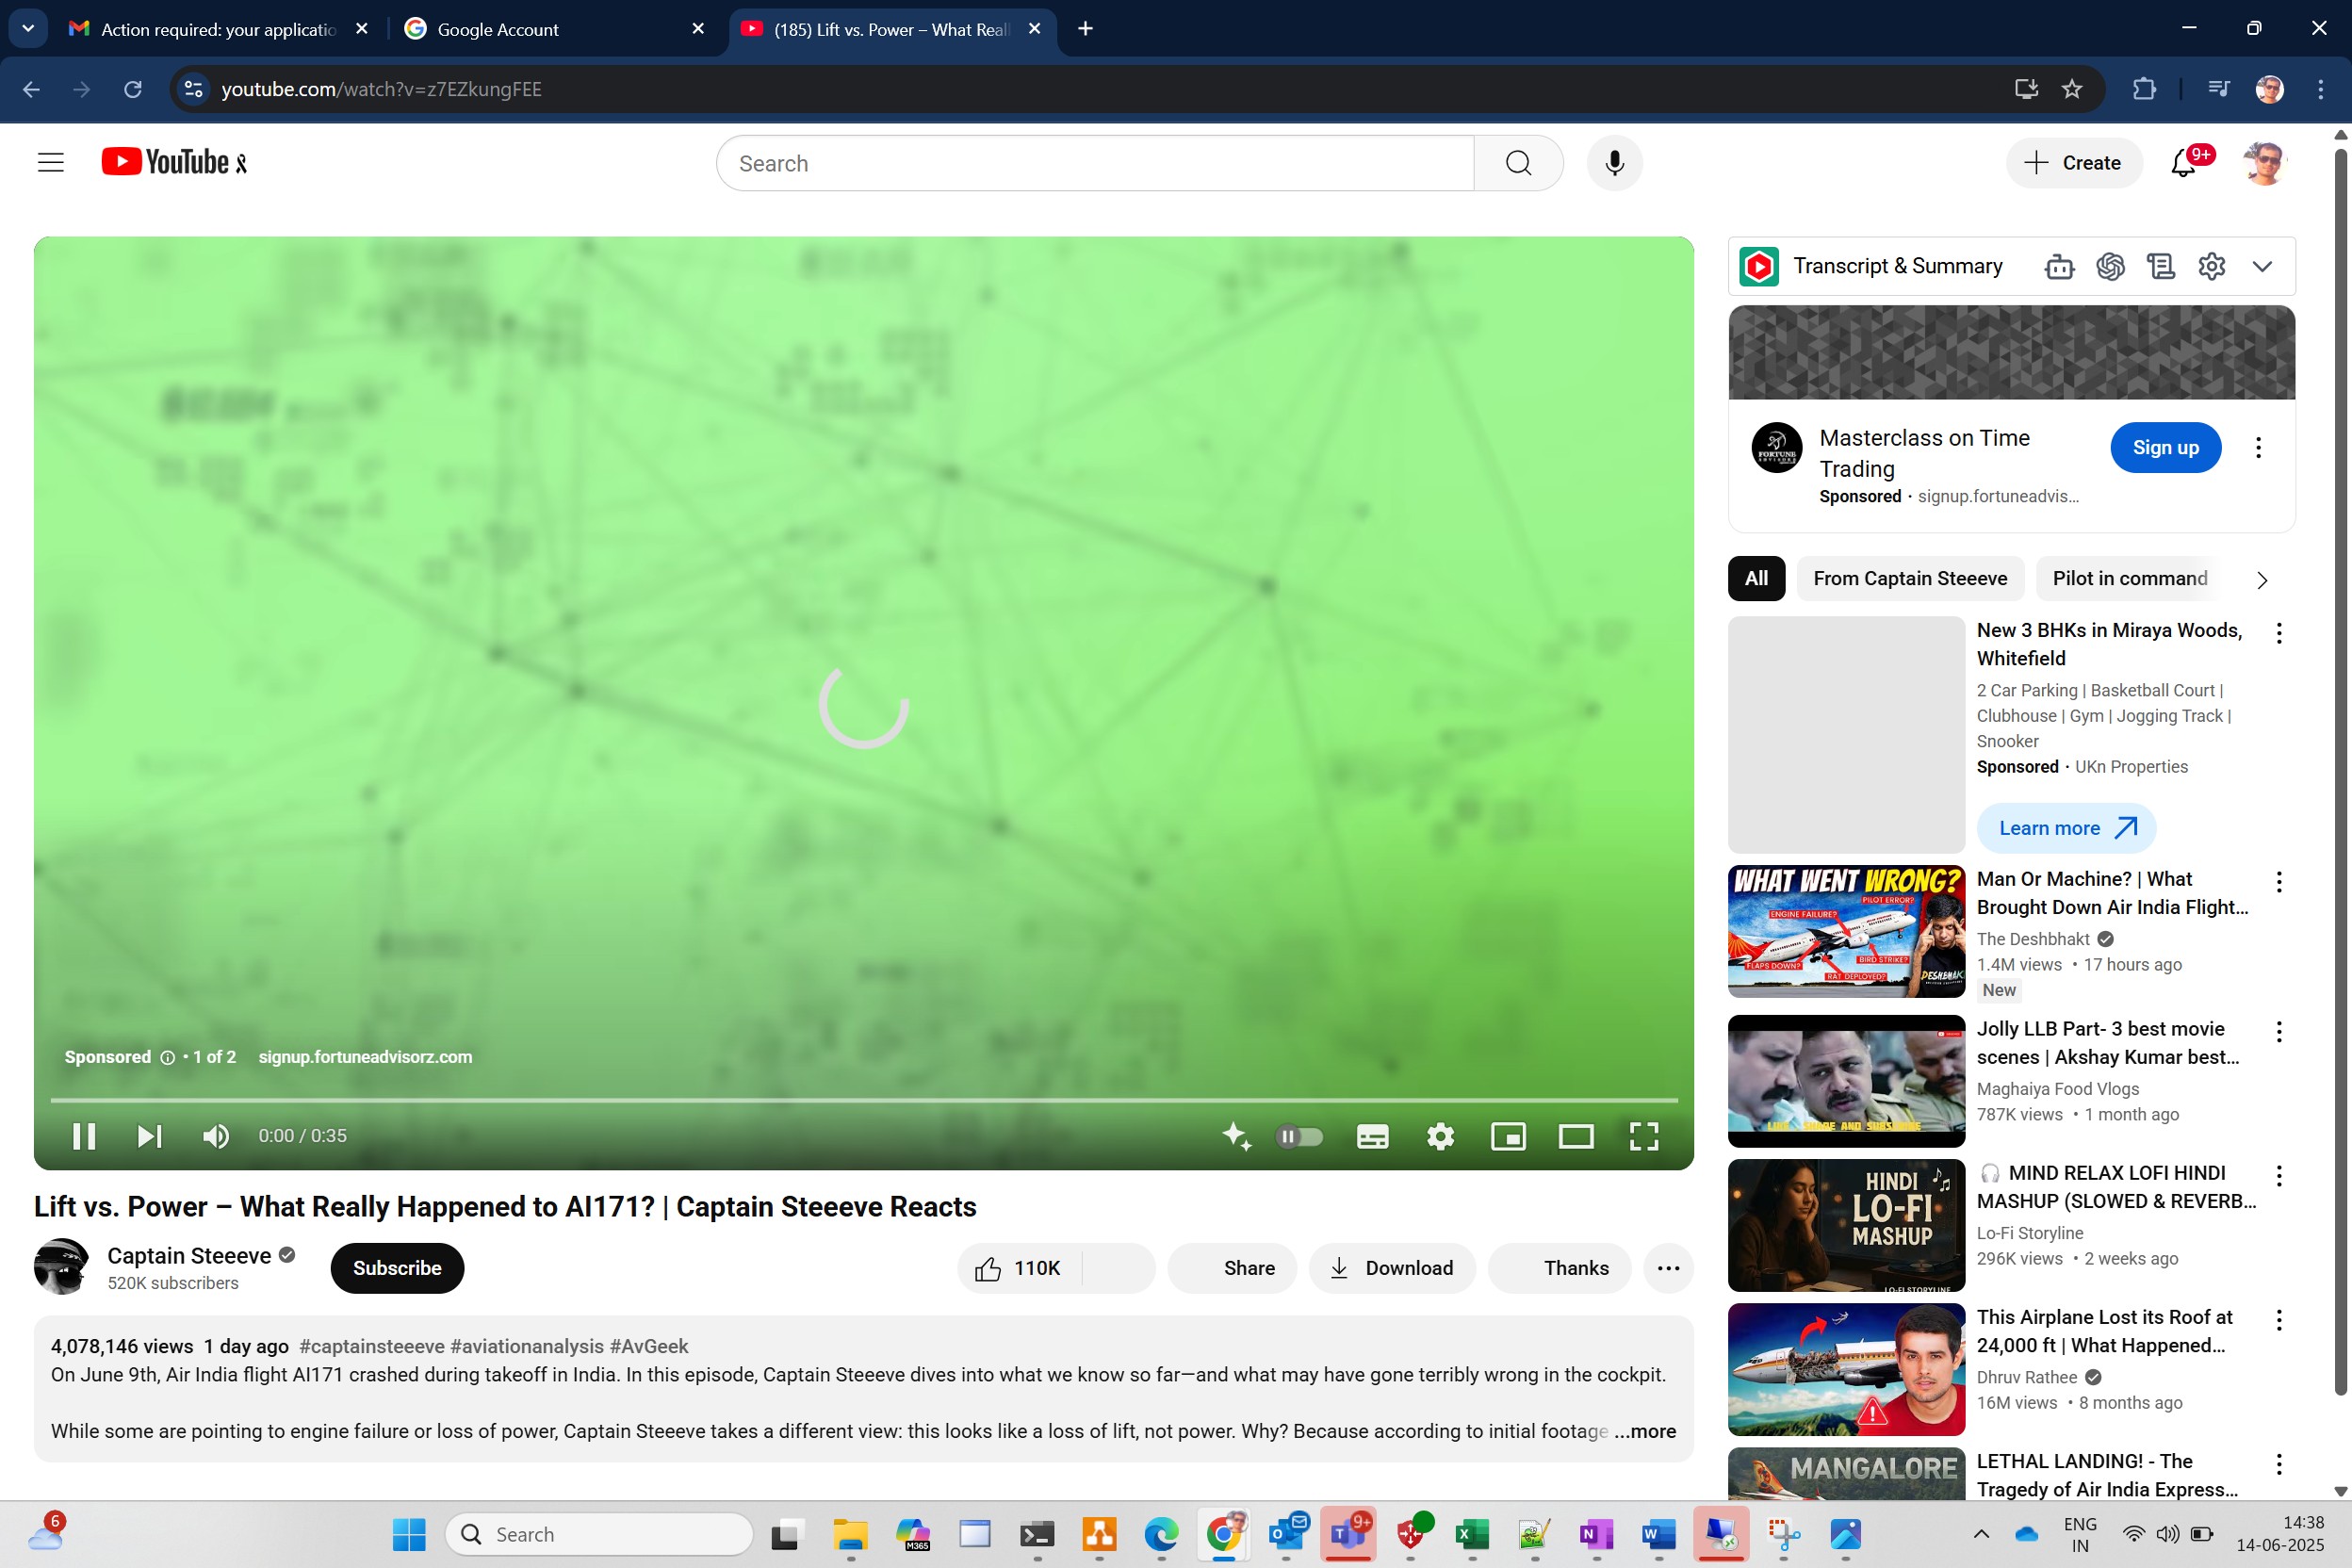 Action required: your applicatio
Google Account
(185) Lift vs. Power – What Real
youtube.com/watch?v=z7EZkungFEE
YouTube
Search
Create
9+
Transcript & Summary
FORTUNE
Masterclass on Time
Trading
Sponsored · signup.fortuneadvis...
Sign up
All
From Captain Steeeve
Pilot in command
New 3 BHKs in Miraya Woods,
Whitefield
2 Car Parking | Basketball Court |
Clubhouse | Gym | Jogging Track |
Snooker
Sponsored · UKn Properties
Learn more
WHAT WENT WRONG?
PILOT ERROR?
ENGINE FAILURE?
FLAPS DOWN?
BIRD STRIKE?
RAT DEPLOYED?
Man Or Machine? | What
Brought Down Air India Flight...
The Deshbhakt
1.4M views • 17 hours ago
New
LIKE, SHARE AND SUBSCRIBE
Jolly LLB Part- 3 best movie
scenes | Akshay Kumar best...
Maghaiya Food Vlogs
787K views • 1 month ago
HINDI
LO-FI
MASHUP
LO-FI STORYLINE
🎧 MIND RELAX LOFI HINDI
MASHUP (SLOWED & REVERB...
Lo-Fi Storyline
296K views • 2 weeks ago
This Airplane Lost its Roof at
24,000 ft | What Happened...
Dhruv Rathee
16M views • 8 months ago
MANGALORE
LETHAL LANDING! - The
Tragedy of Air India Express...
Sponsored • 1 of 2 signup.fortuneadvisorz.com
0:00 / 0:35
Lift vs. Power – What Really Happened to AI171? | Captain Steeeve Reacts
Captain Steeeve
520K subscribers
Subscribe
110K
Share
Download
Thanks
4,078,146 views 1 day ago #captainsteeeve #aviationanalysis #AvGeek
On June 9th, Air India flight AI171 crashed during takeoff in India. In this episode, Captain Steeeve dives into what we know so far—and what may have gone terribly wrong in the cockpit.
While some are pointing to engine failure or loss of power, Captain Steeeve takes a different view: this looks like a loss of lift, not power. Why? Because according to initial footage ...more
6
Search
M365
9+
ENG
IN
14:38
14-06-2025